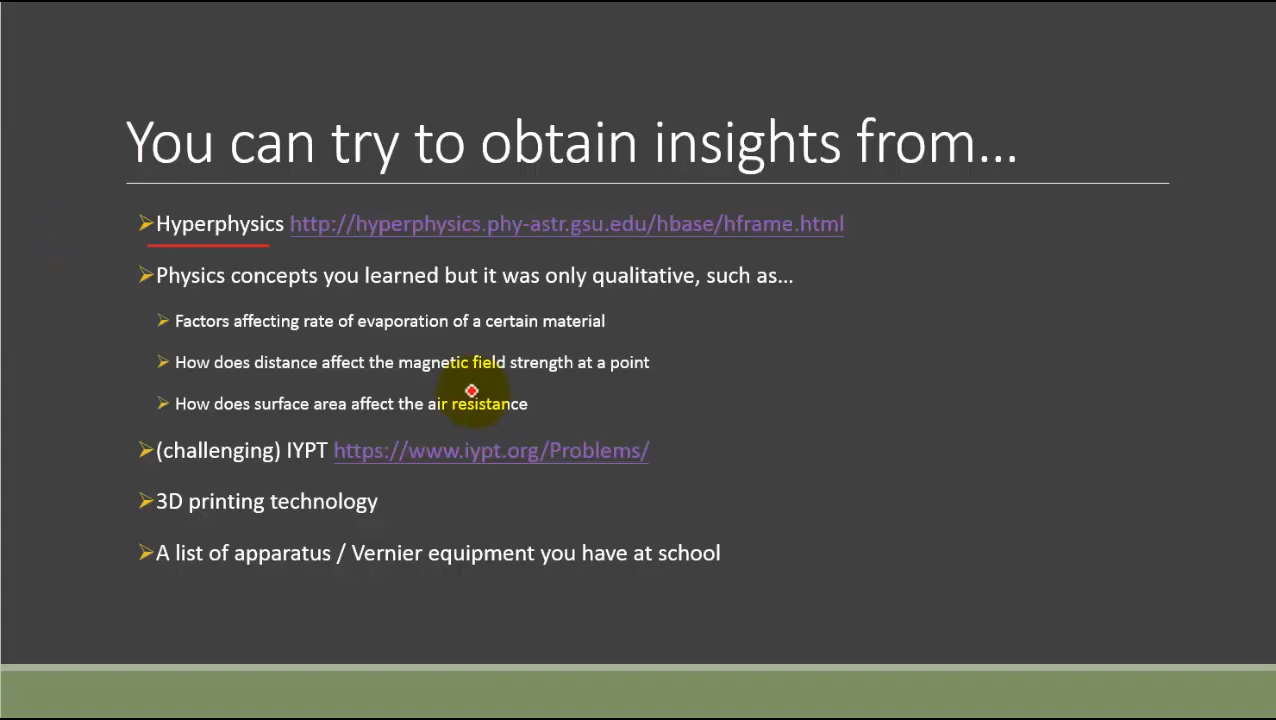 You can try to obtain insights from...
Hyperphysics http://hyperphysics.phy-astr.gsu.edu/hbase/hframe.html
Physics concepts you learned but it was only qualitative, such as...
Factors affecting rate of evaporation of a certain material
How does distance affect the magnetic field strength at a point
How does surface area affect the air resistance
(challenging) IYPT https://www.iypt.org/Problems/
3D printing technology
A list of apparatus / Vernier equipment you have at school